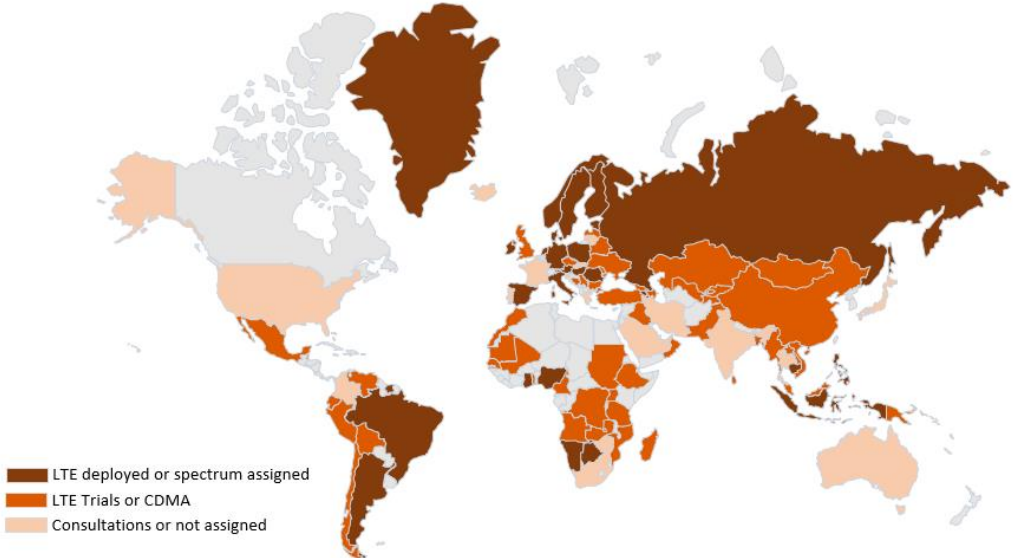 LTE deployed or spectrum assigned
LTE Trials or CDMA
Consultations or not assigned